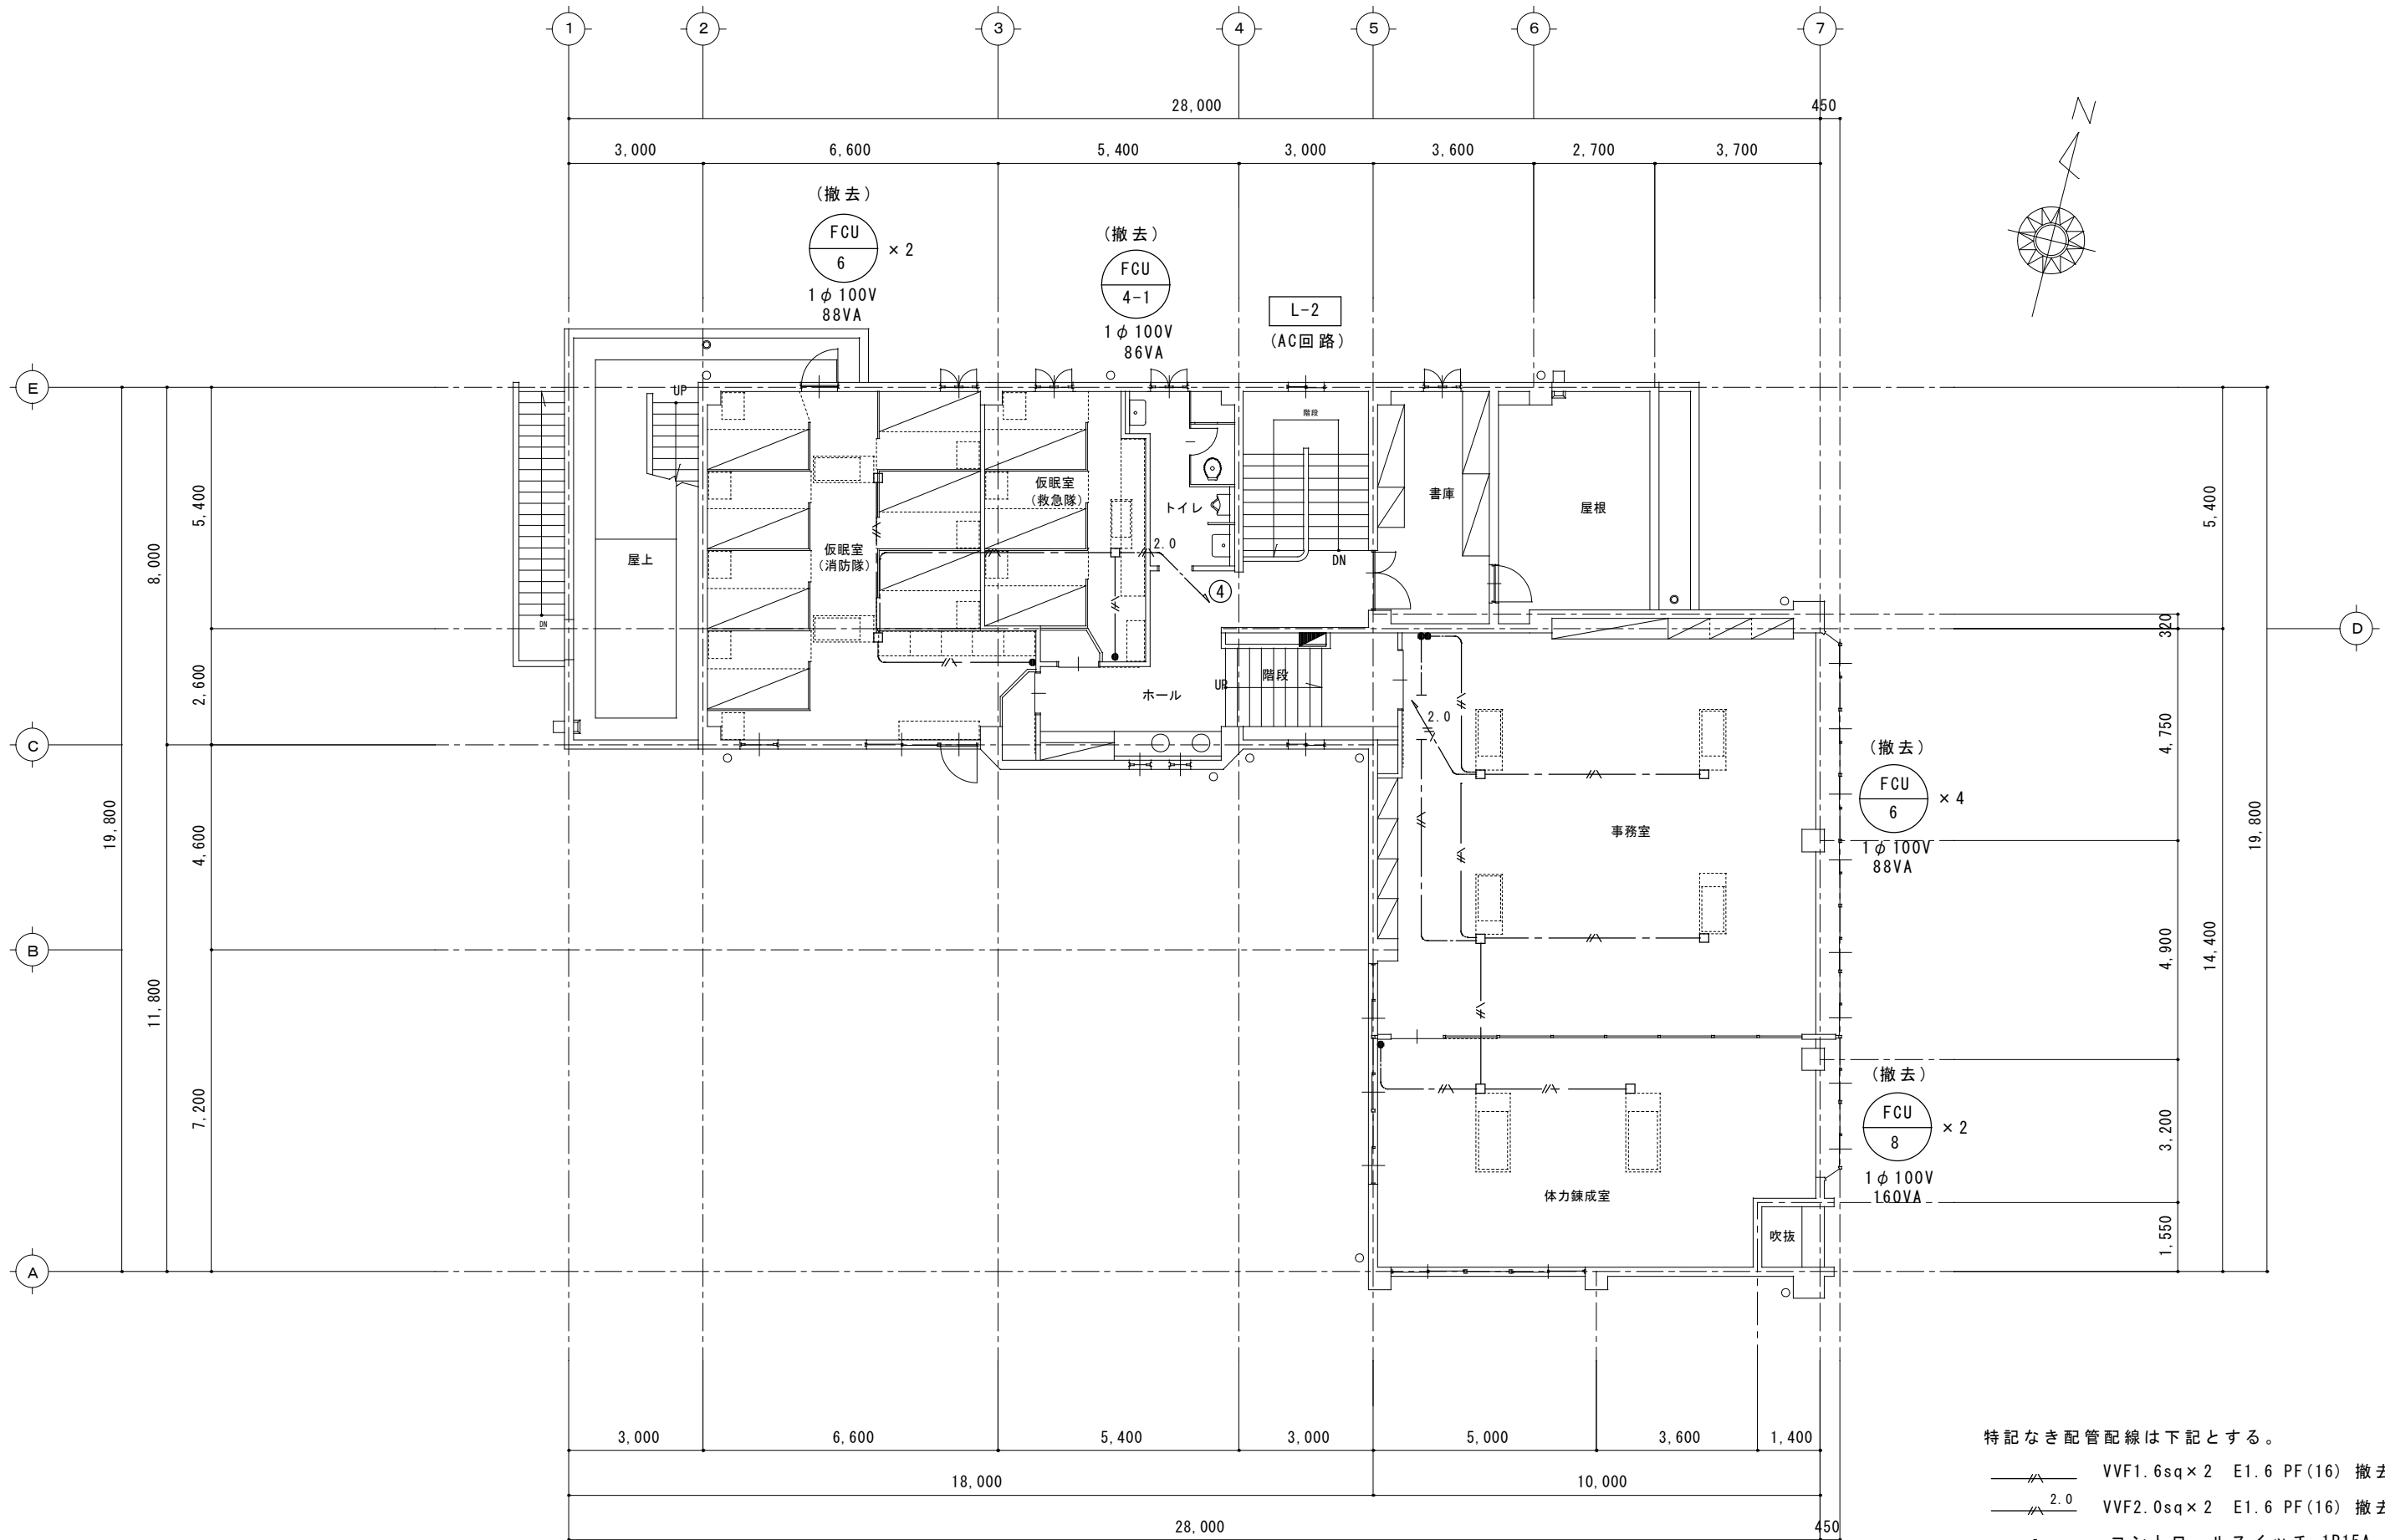 1 2 3 4 5 6 7
28,000 450
3,000 6,600 5,400 3,000 3,600 2,700 3,700
N
(撤去)
FCU
6
×2
1φ100V
88VA
(撤去)
FCU
4-1
1φ100V
86VA
L-2
(AC回路)
E
C
B
A
D
19,800
8,000
11,800
5,400
2,600
4,600
7,200
UP
DN
屋上
仮眠室
(消防隊)
仮眠室
(救急隊)
トイレ
2.0
4
階段
DN
書庫
屋根
ホール
UP
階段
2.0
事務室
体力錬成室
吹抜
(撤去)
FCU
6
×4
1φ100V
88VA
(撤去)
FCU
8
×2
1φ100V
160VA
320
4,750
4,900
3,200
1,550
5,400
14,400
19,800
3,000 6,600 5,400 3,000 5,000 3,600 1,400
18,000 10,000
28,000 450
特記なき配管配線は下記とする。
VVF1.6sq×2 E1.6 PF(16) 撤去
2.0 VVF2.0sq×2 E1.6 PF(16) 撤去